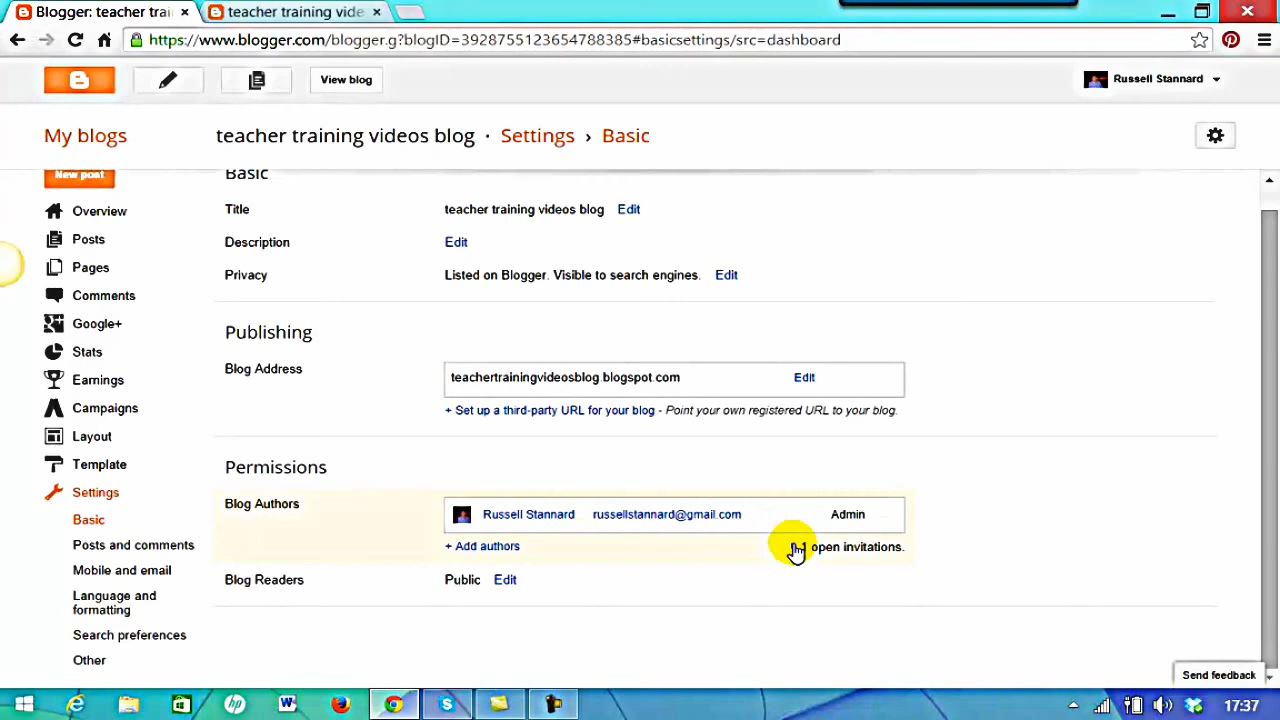 Blogger: teacher trai
teacher training vide
https://www.blogger.com/blogger.g?blogID=3928755123654788385#basicsettings/src=dashboard
View blog
Russell Stannard
My blogs
teacher training videos blog · Settings › Basic
New post
Basic
Overview
Title
teacher training videos blog Edit
Posts
Description
Edit
Pages
Privacy
Listed on Blogger. Visible to search engines. Edit
Comments
Google+
Publishing
Stats
Blog Address
teachertrainingvideosblog.blogspot.com Edit
Earnings
Campaigns
+ Set up a third-party URL for your blog - Point your own registered URL to your blog.
Layout
Template
Permissions
Settings
Blog Authors
Russell Stannard russellstannard@gmail.com Admin
Basic
Posts and comments
+ Add authors
open invitations.
Mobile and email
Blog Readers
Public Edit
Language and
formatting
Search preferences
Other
Send feedback
17:37